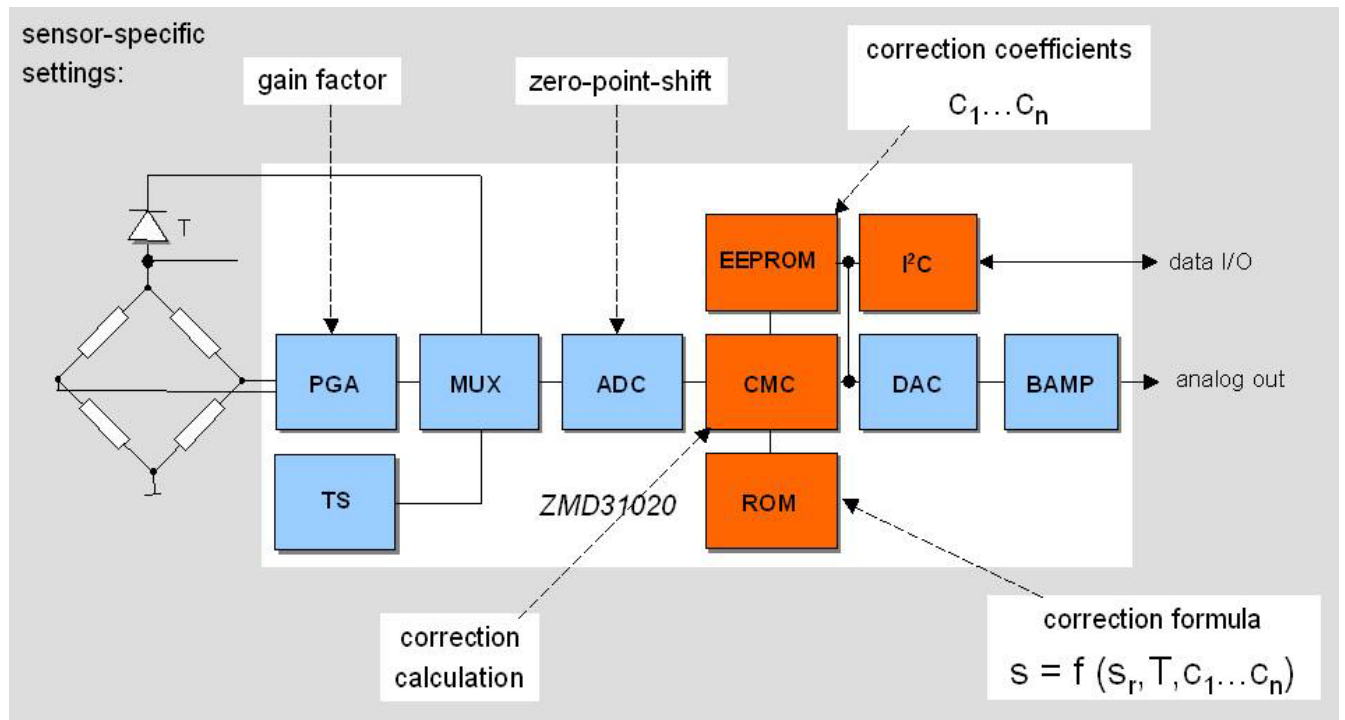 sensor-specific
settings:
gain factor
zero-point-shift
correction coefficients
c₁...cₙ
T
EEPROM
I²C
data I/O
PGA
MUX
ADC
CMC
DAC
BAMP
analog out
TS
ZMD31020
ROM
correction
calculation
correction formula
s = f (sᵣ,T,c₁...cₙ)